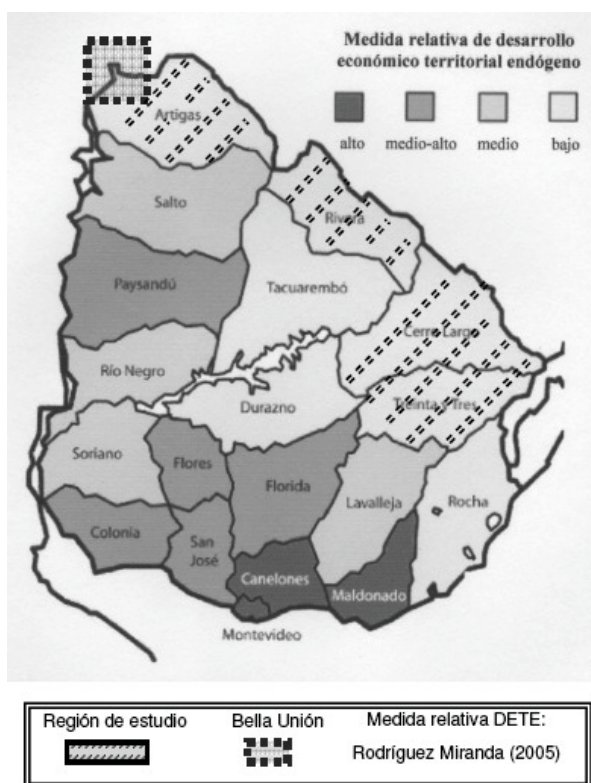 Medida relativa de desarrollo
económico territorial endógeno
alto medio-alto medio bajo
Artigas
Salto
Rivera
Paysandú
Tacuarembó
Cerro Largo
Río Negro
Durazno
Treinta y Tres
Soriano
Flores
Florida
Lavalleja
Rocha
Colonia
San
José
Canelones
Maldonado
Montevideo
Región de estudio Bella Unión Medida relativa DETE:
Rodríguez Miranda (2005)